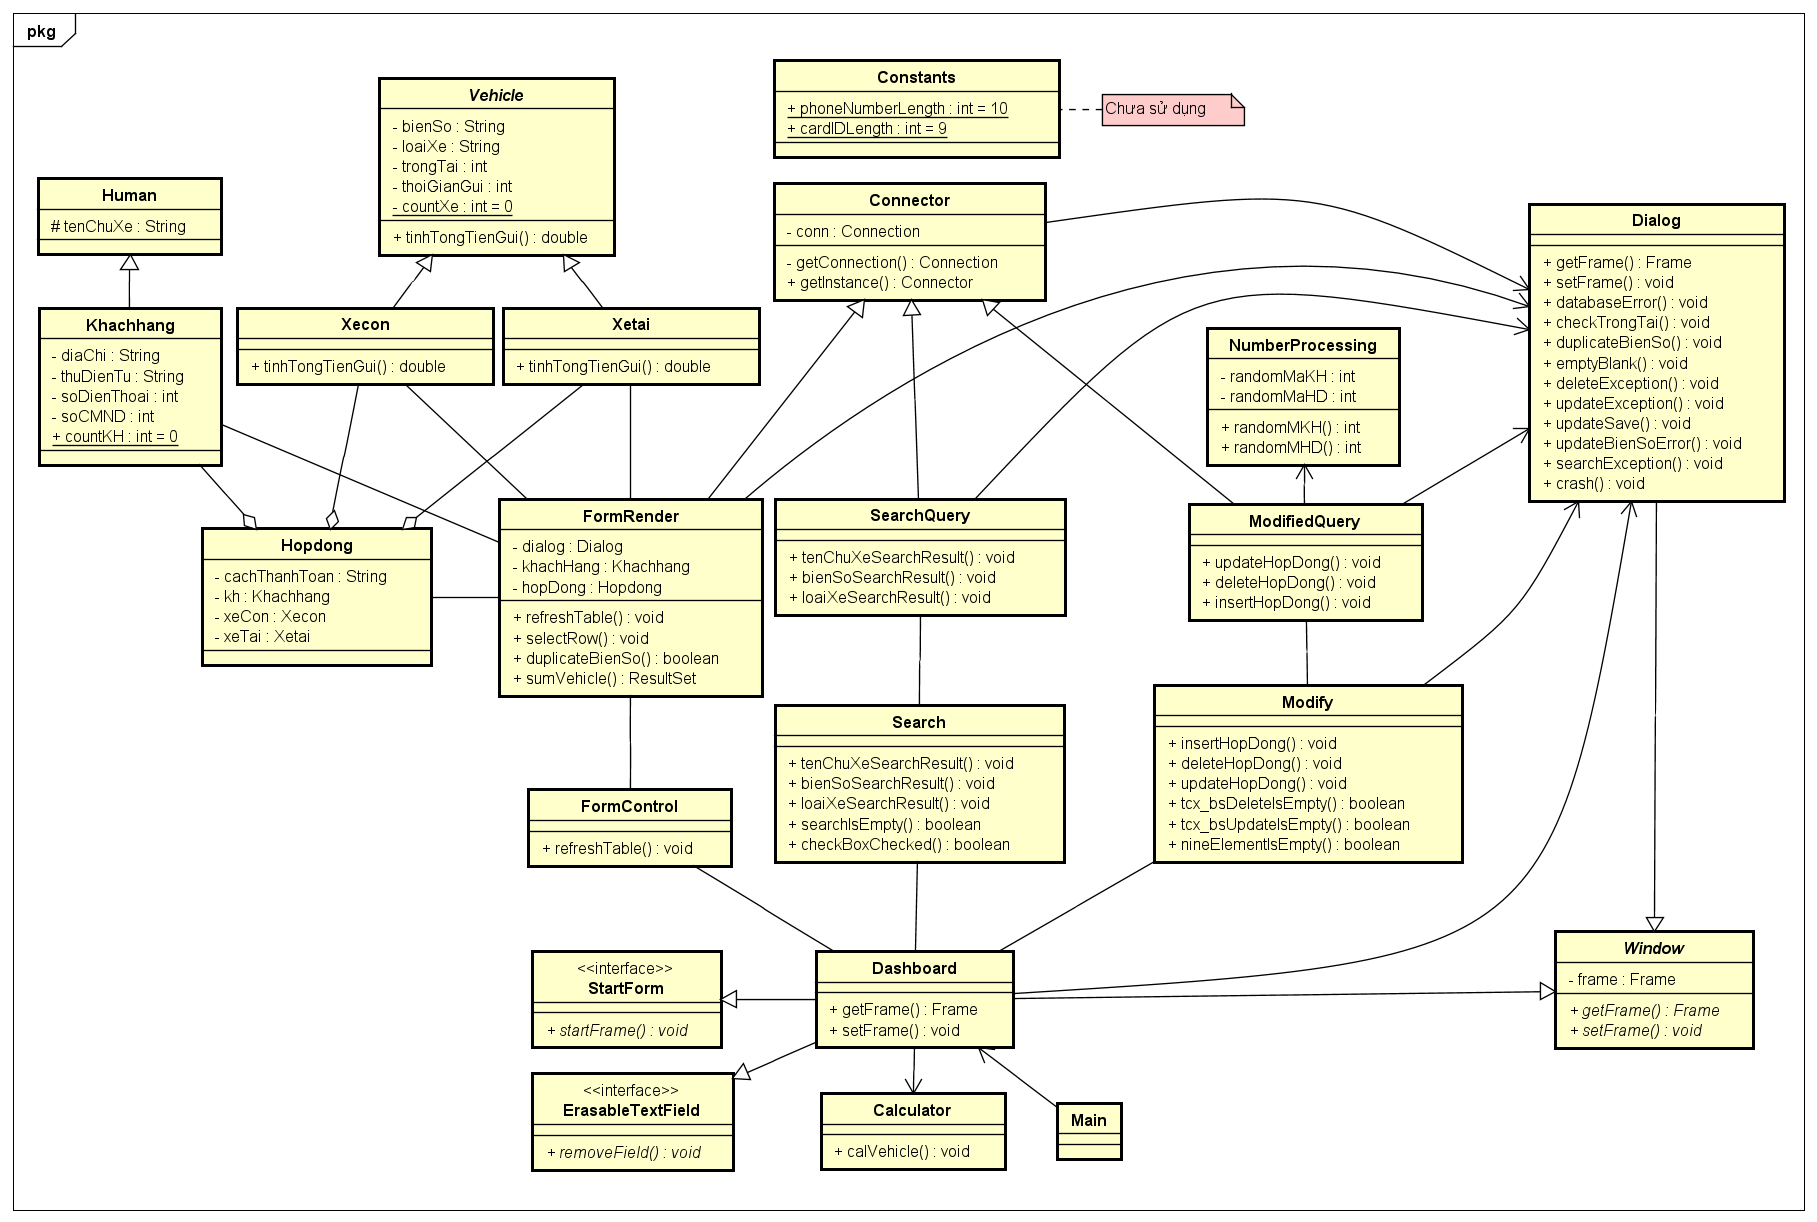 pkg
Vehicle
- bienSo : String
- loaiXe : String
- trongTai : int
- thoiGianGui : int
- countXe : int = 0
+ tinhTongTienGui() : double
Constants
+ phoneNumberLength : int = 10
+ cardIDLength : int = 9
Chưa sử dụng
Human
# tenChuXe : String
Connector
- conn : Connection
- getConnection() : Connection
+ getInstance() : Connector
Dialog
+ getFrame() : Frame
+ setFrame() : void
+ databaseError() : void
+ checkTrongTai() : void
+ duplicateBienSo() : void
+ emptyBlank() : void
+ deleteException() : void
+ updateException() : void
+ updateSave() : void
+ updateBienSoError() : void
+ searchException() : void
+ crash() : void
Khachhang
- diaChi : String
- thuDienTu : String
- soDienThoai : int
- soCMND : int
+ countKH : int = 0
Xecon
+ tinhTongTienGui() : double
Xetai
+ tinhTongTienGui() : double
NumberProcessing
- randomMaKH : int
- randomMaHD : int
+ randomMKH() : int
+ randomMHD() : int
Hopdong
- cachThanhToan : String
- kh : Khachhang
- xeCon : Xecon
- xeTai : Xetai
FormRender
- dialog : Dialog
- khachHang : Khachhang
- hopDong : Hopdong
+ refreshTable() : void
+ selectRow() : void
+ duplicateBienSo() : boolean
+ sumVehicle() : ResultSet
SearchQuery
+ tenChuXeSearchResult() : void
+ bienSoSearchResult() : void
+ loaiXeSearchResult() : void
ModifiedQuery
+ updateHopDong() : void
+ deleteHopDong() : void
+ insertHopDong() : void
Search
+ tenChuXeSearchResult() : void
+ bienSoSearchResult() : void
+ loaiXeSearchResult() : void
+ searchIsEmpty() : boolean
+ checkBoxChecked() : boolean
Modify
+ insertHopDong() : void
+ deleteHopDong() : void
+ updateHopDong() : void
+ tcx_bsDeleteIsEmpty() : boolean
+ tcx_bsUpdateIsEmpty() : boolean
+ nineElementIsEmpty() : boolean
FormControl
+ refreshTable() : void
<<interface>>
StartForm
+ startFrame() : void
Dashboard
+ getFrame() : Frame
+ setFrame() : void
Window
- frame : Frame
+ getFrame() : Frame
+ setFrame() : void
<<interface>>
ErasableTextField
+ removeField() : void
Calculator
+ calVehicle() : void
Main